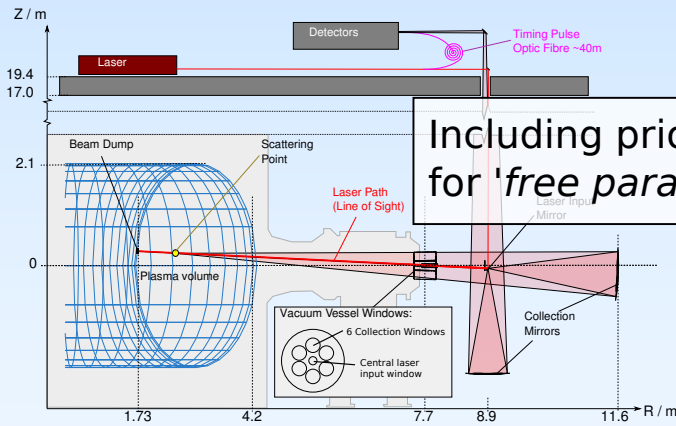 Z / m
Detectors
Timing Pulse
Optic Fibre ~40m
Laser
19.4
17.0
Including
for 'free
Beam Dump
Scattering
Point
2.1
Laser Path
(Line of Sight)
Laser Input
Mirror
0
Plasma volume
Vacuum Vessel Windows:
6 Collection Windows
Central laser
input window
Collection
Mirrors
1.73
4.2
7.7
8.9
11.6
R / m